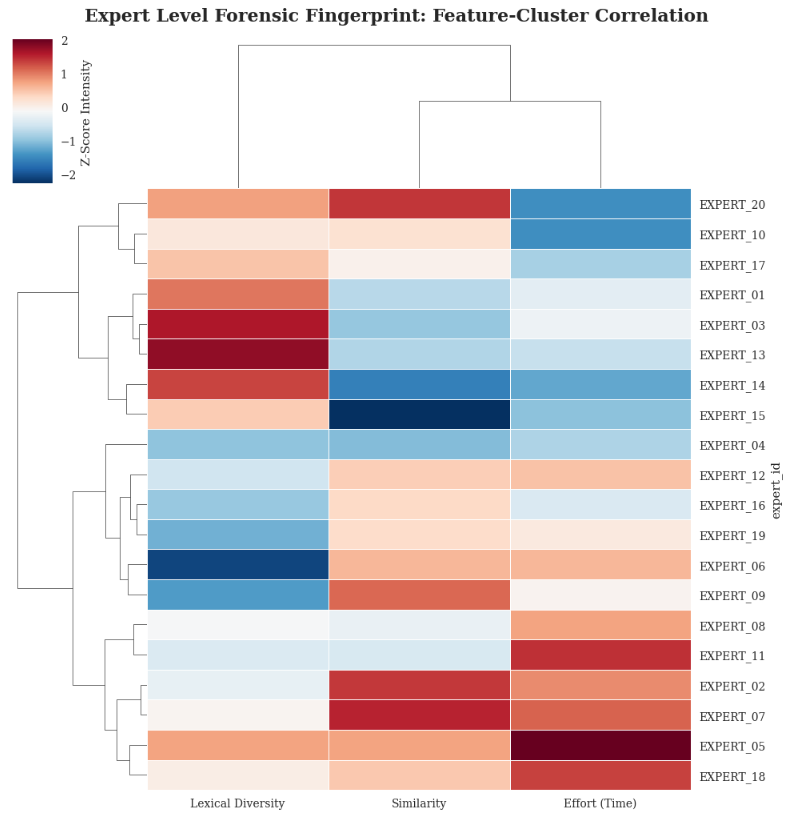 Expert Level Forensic Fingerprint: Feature-Cluster Correlation
2
1
0
−1
−2
Z-Score Intensity
EXPERT_20
EXPERT_10
EXPERT_17
EXPERT_01
EXPERT_03
EXPERT_13
EXPERT_14
EXPERT_15
EXPERT_04
EXPERT_12
EXPERT_16
EXPERT_19
EXPERT_06
EXPERT_09
EXPERT_08
EXPERT_11
EXPERT_02
EXPERT_07
EXPERT_05
EXPERT_18
expert_id
Lexical Diversity
Similarity
Effort (Time)